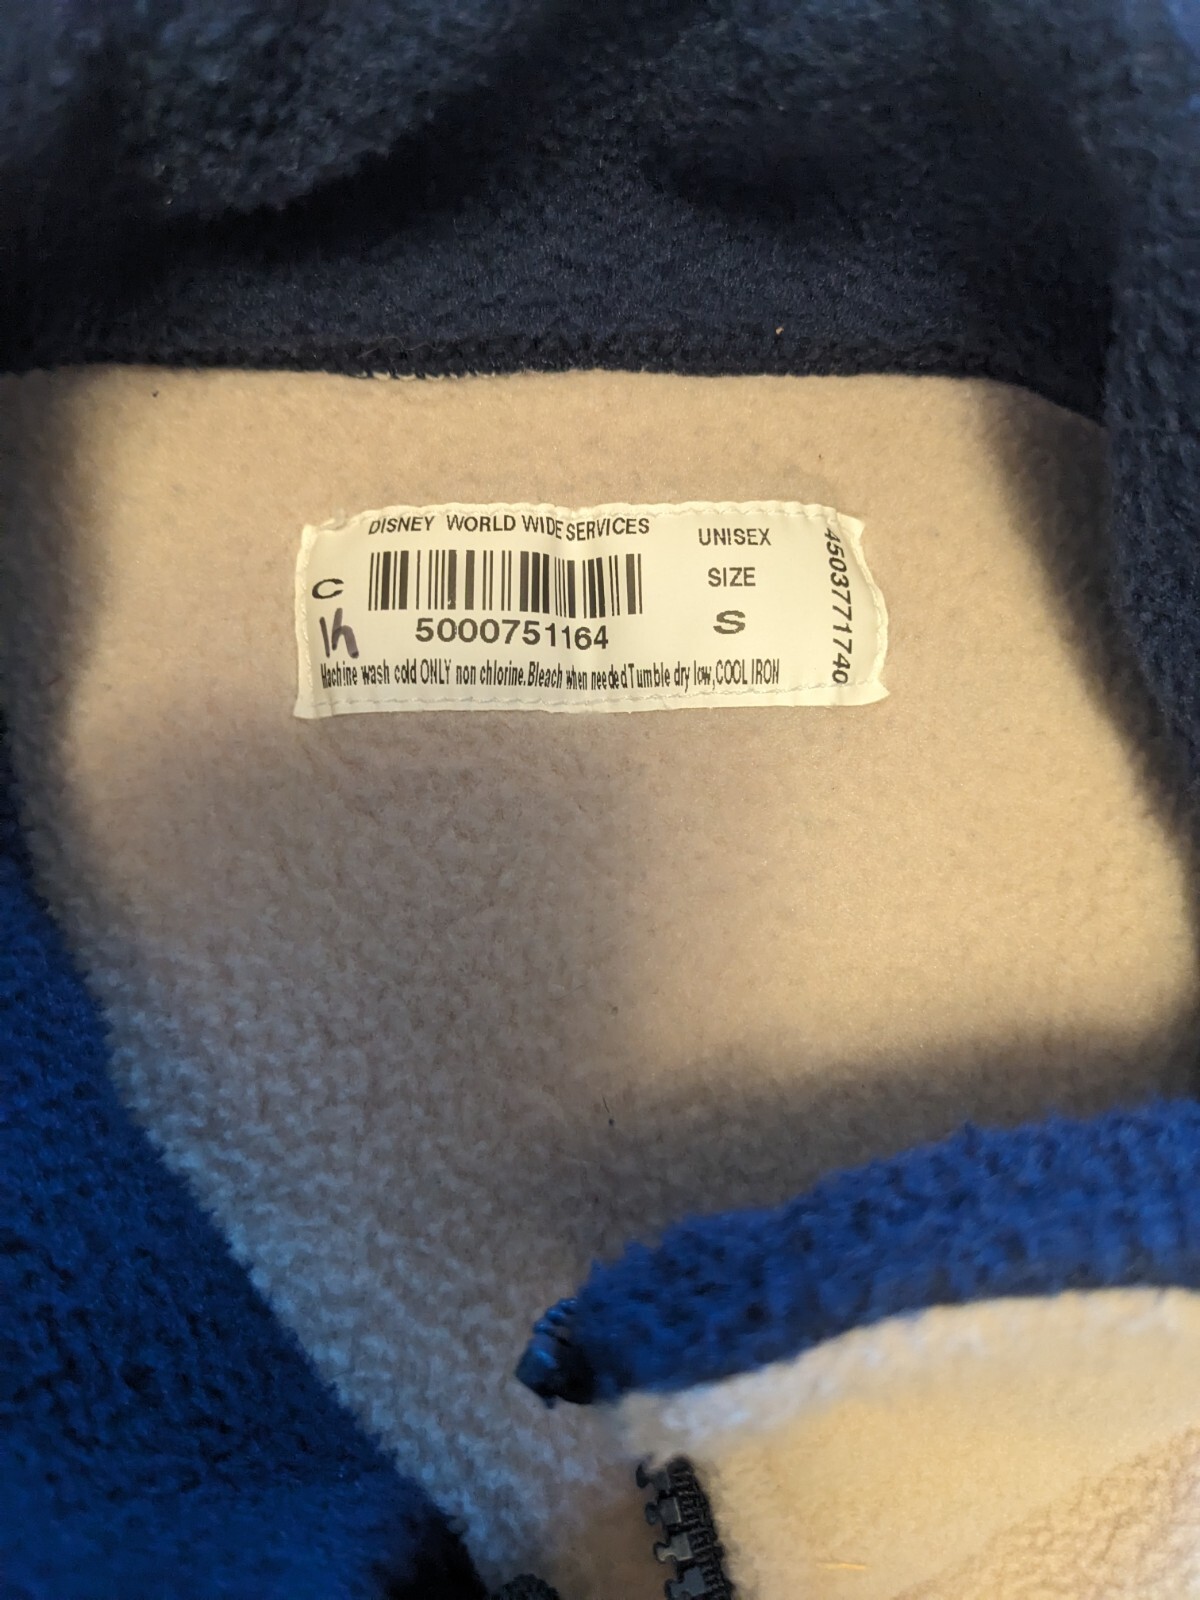 DISNEY WORLD WIDE SERVICES
UNISEX
SIZE
S
C
5000751164
Machine wash cold ONLY non chlorine.Bleach when needed Tumble dry low,COOL IRON
4503771740